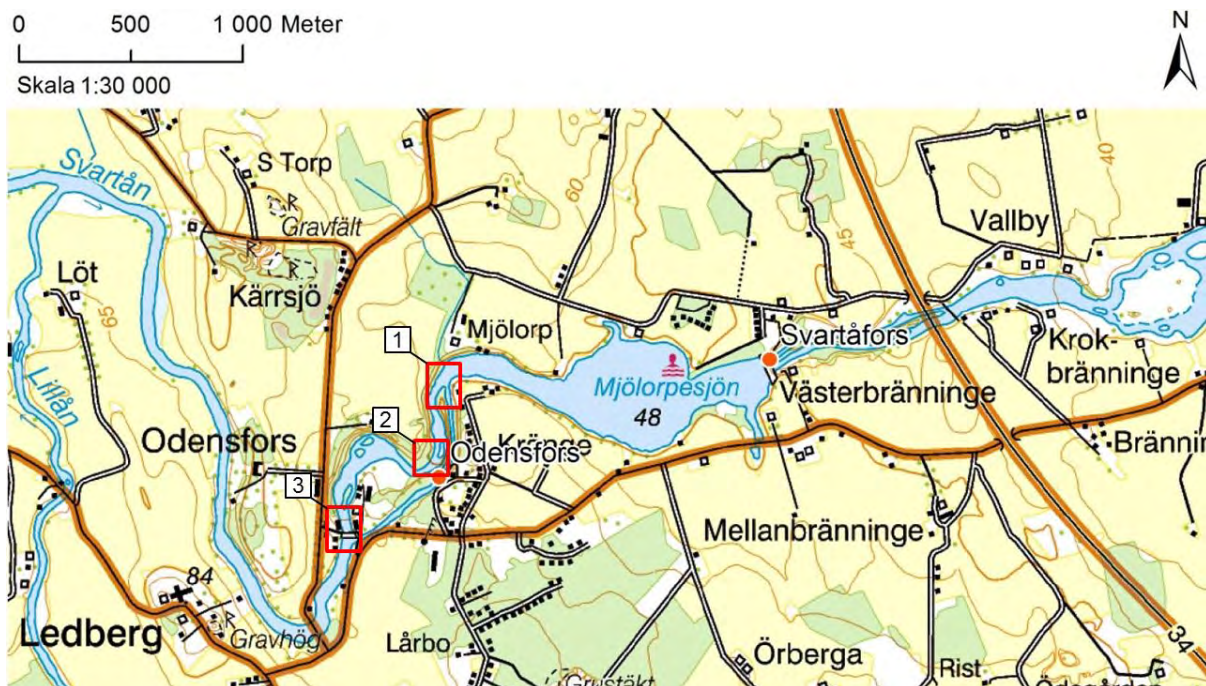 0 500 1 000 Meter
Skala 1:30 000
N
Svartån
S Torp
Gravfält
Kärrsjö
Löt
65
Lillån
60
40
45
Vallby
1
Mjölorp
Svartåfors
Mjölorpesjön
48
Västerbränninge
Krok-
bränninge
2
Odensfors
Kränge
Odensfors
3
Mellanbränninge
84
Ledberg
Gravhög
Lårbo
Örberga
Rist
34